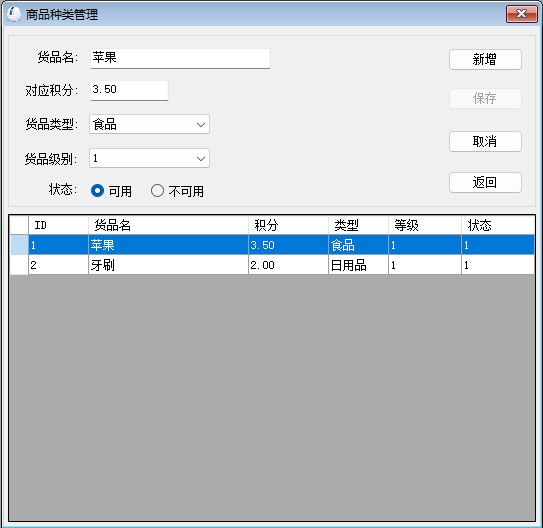 商品种类管理
货品名: 苹果 新增
对应积分: 3.50 保存
货品类型: 食品 取消
货品级别: 1 返回
状态: 可用 不可用
ID 货品名 积分 类型 等级 状态
1 苹果 3.50 食品 1 1
2 牙刷 2.00 日用品 1 1